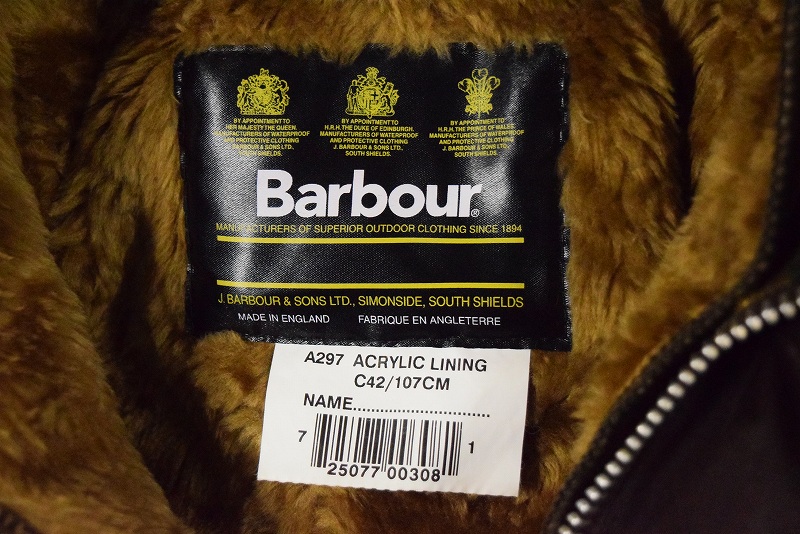 BY APPOINTMENT TO
HER MAJESTY THE QUEEN.
MANUFACTURERS OF WATERPROOF
AND PROTECTIVE CLOTHING
J. BARBOUR & SONS LTD.,
SOUTH SHIELDS.
BY APPOINTMENT TO
H.R.H. THE DUKE OF EDINBURGH.
MANUFACTURERS OF WATERPROOF
AND PROTECTIVE CLOTHING
J. BARBOUR & SONS LTD.,
SOUTH SHIELDS.
BY APPOINTMENT TO
H.R.H. THE PRINCE OF WALES.
MANUFACTURERS OF WATERPROOF
AND PROTECTIVE CLOTHING
J. BARBOUR & SONS LTD.,
SOUTH SHIELDS.
Barbour®
MANUFACTURERS OF SUPERIOR OUTDOOR CLOTHING SINCE 1894
J. BARBOUR & SONS LTD., SIMONSIDE, SOUTH SHIELDS
MADE IN ENGLAND FABRIQUE EN ANGLETERRE
A297 ACRYLIC LINING
C42/107CM
NAME............................
7 25077 00308 1